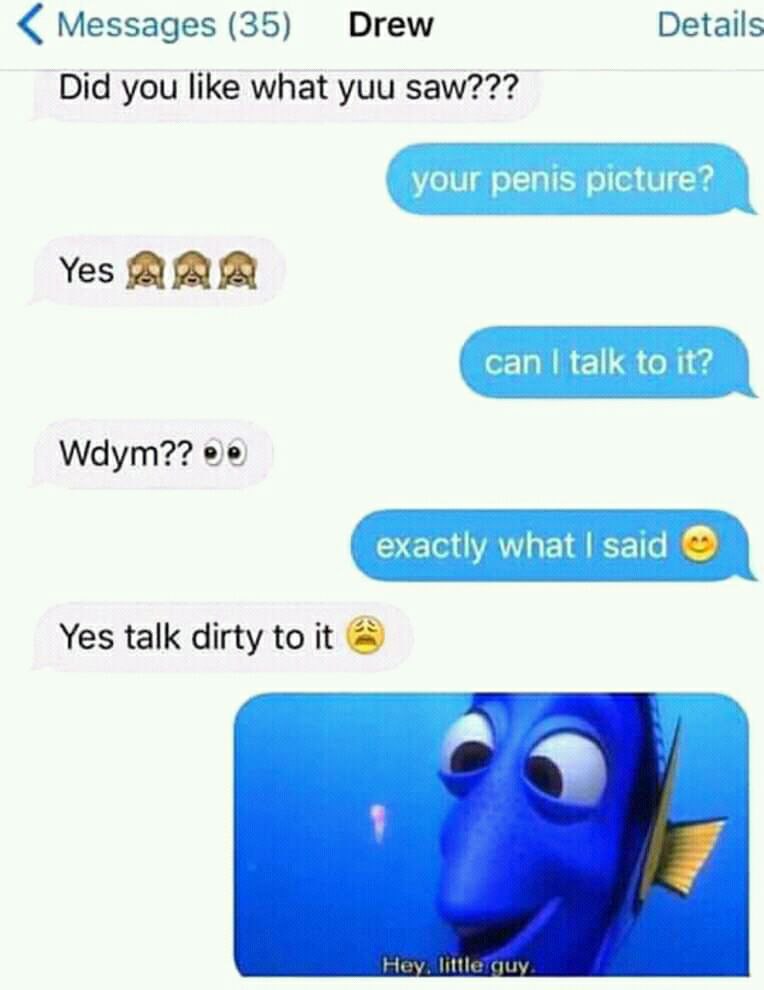 Messages (35) Drew Details
Did you like what yuu saw???
your penis picture?
Yes 🙈🙈🙈
can I talk to it?
Wdym?? 👀
exactly what I said 😊
Yes talk dirty to it 😩
Hey, little guy.